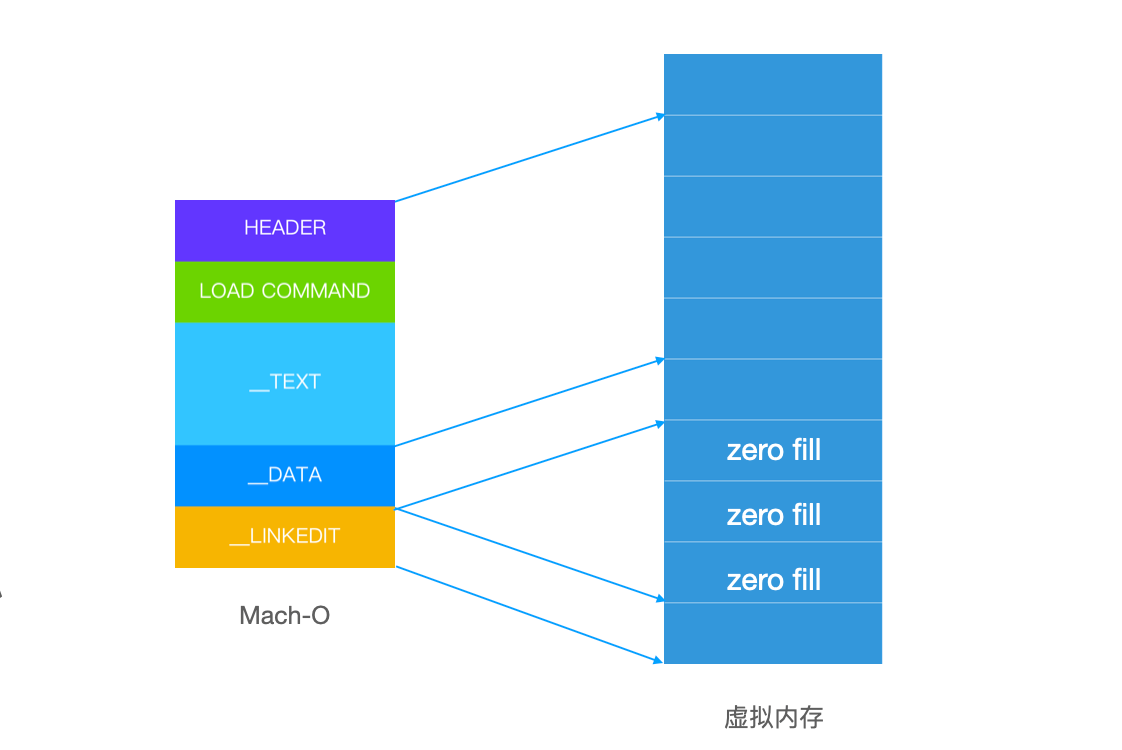 HEADER
LOAD COMMAND
__TEXT
__DATA
__LINKEDIT
Mach-O
zero fill
zero fill
zero fill
虚拟内存